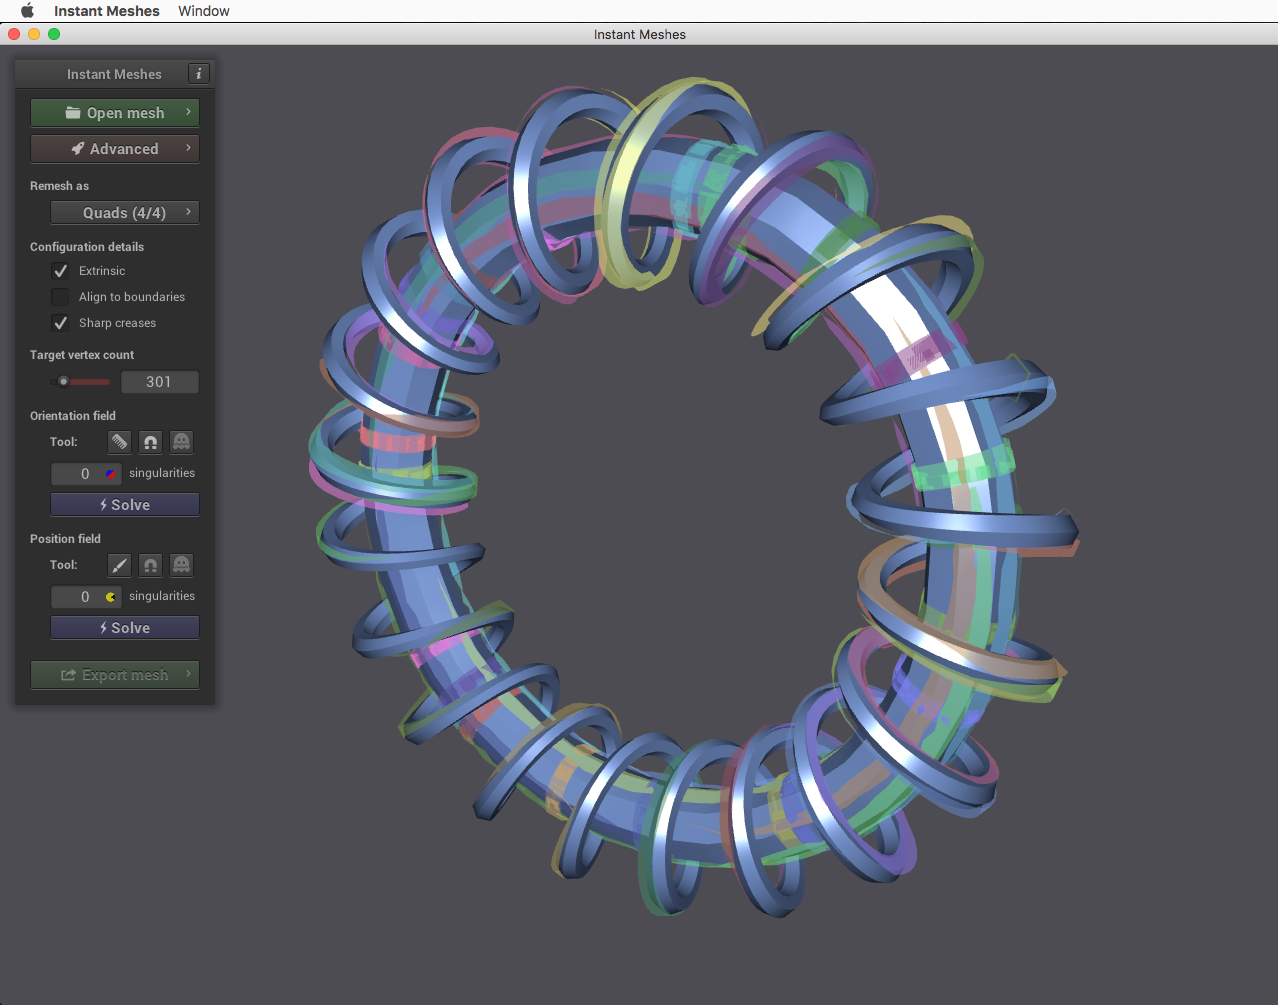 Instant Meshes Window
Instant Meshes
Instant Meshes i
Open mesh
Advanced
Remesh as
Quads (4/4)
Configuration details
Extrinsic
Align to boundaries
Sharp creases
Target vertex count
301
Orientation field
Tool:
0 singularities
Solve
Position field
Tool:
0 singularities
Solve
Export mesh